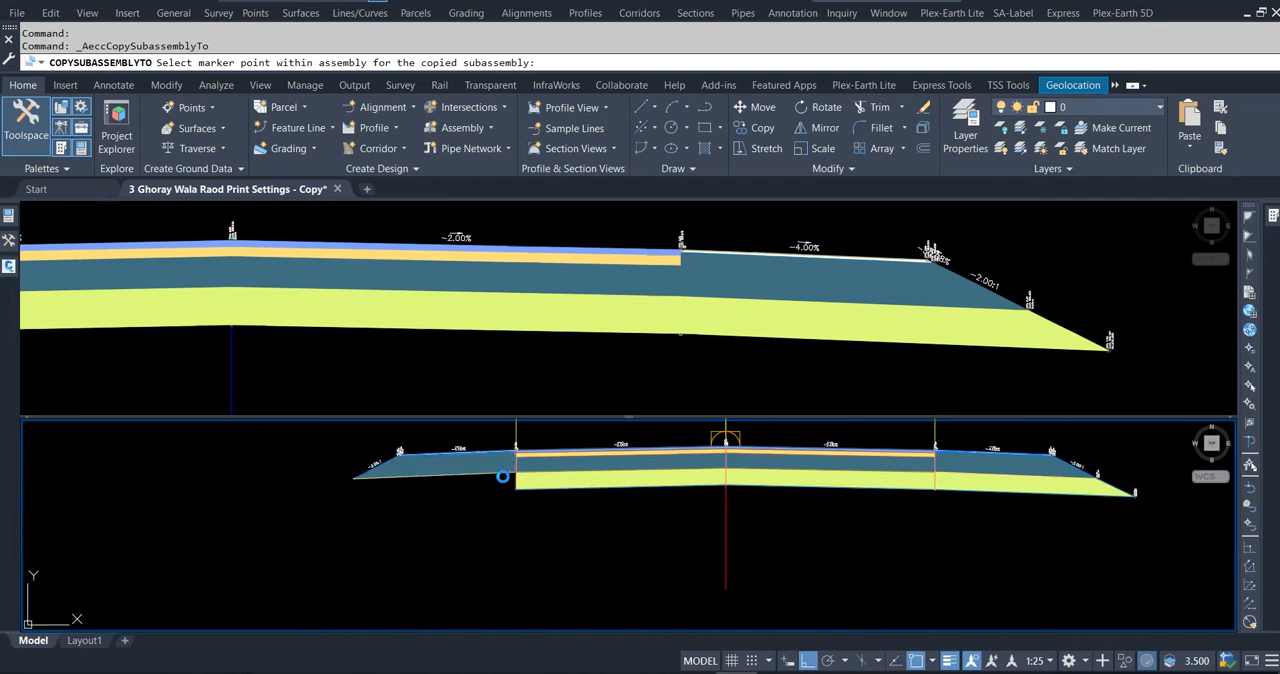 File Edit View Insert General Survey Points Surfaces Lines/Curves Parcels Grading Alignments Profiles Corridors Sections Pipes Annotation Inquiry Window Plex-Earth Lite SA-Label Express Plex-Earth 5D
Command:
Command: _AeccCopySubassemblyTo
COPYSUBASSEMBLYTO Select marker point within assembly for the copied subassembly:
Home Insert Annotate Modify Analyze View Manage Output Survey Rail Transparent InfraWorks Collaborate Help Add-ins Featured Apps Plex-Earth Lite Express Tools TSS Tools Geolocation
Points Parcel Alignment Intersections Profile View Move Rotate Trim 0
Toolspace Project Explorer Surfaces Feature Line Profile Assembly Sample Lines Copy Mirror Fillet Layer Properties Make Current Paste
Traverse Grading Corridor Pipe Network Section Views Stretch Scale Array Match Layer
Palettes Explore Create Ground Data Create Design Profile & Section Views Draw Modify Layers Clipboard
Start 3 Ghoray Wala Raod Print Settings - Copy*
N
W E
S
-2.00%
-4.00%
-2.00:1
N
W E
S
WCS
Y
X
Model Layout1
MODEL 1:25 3.500